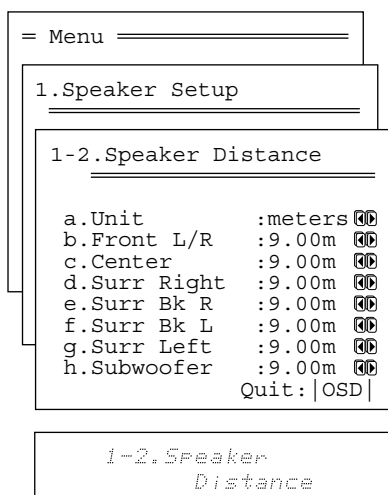 = Menu
1.Speaker Setup
1-2.Speaker Distance
a.Unit :meters
b.Front L/R :9.00m
c.Center :9.00m
d.Surr Right :9.00m
e.Surr Bk R :9.00m
f.Surr Bk L :9.00m
g.Surr Left :9.00m
h.Subwoofer :9.00m
Quit:|OSD|
1-2.Speaker
Distance